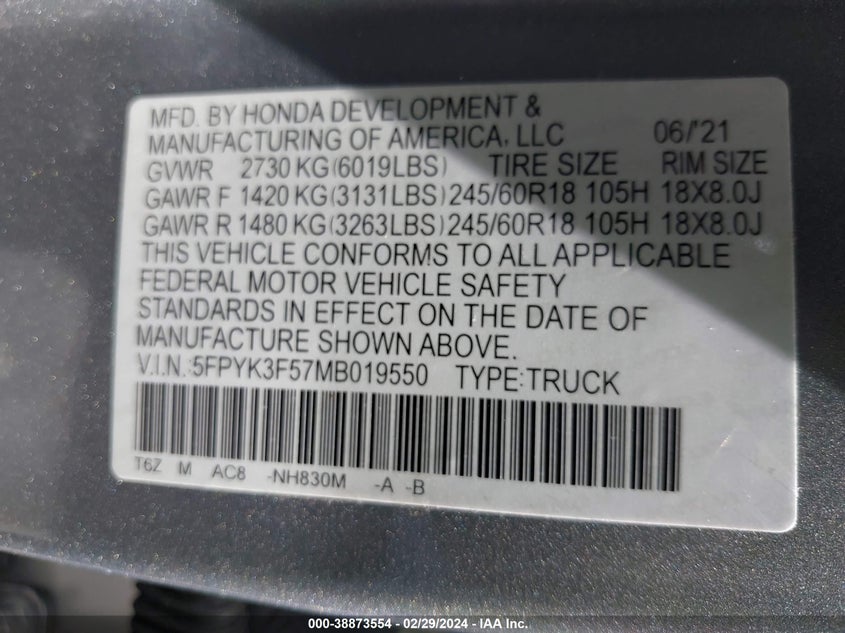 MFD. BY HONDA DEVELOPMENT &
MANUFACTURING OF AMERICA, LLC 06/'21
GVWR 2730 KG (6019LBS) TIRE SIZE RIM SIZE
GAWR F 1420 KG (3131LBS) 245/60R18 105H 18X8.0J
GAWR R 1480 KG (3263LBS) 245/60R18 105H 18X8.0J
THIS VEHICLE CONFORMS TO ALL APPLICABLE
FEDERAL MOTOR VEHICLE SAFETY
STANDARDS IN EFFECT ON THE DATE OF
MANUFACTURE SHOWN ABOVE.
V.I.N.:5FPYK3F57MB019550 TYPE:TRUCK
T6Z M AC8 -NH830M -A -B
000-38873554 - 02/29/2024 - IAA Inc.